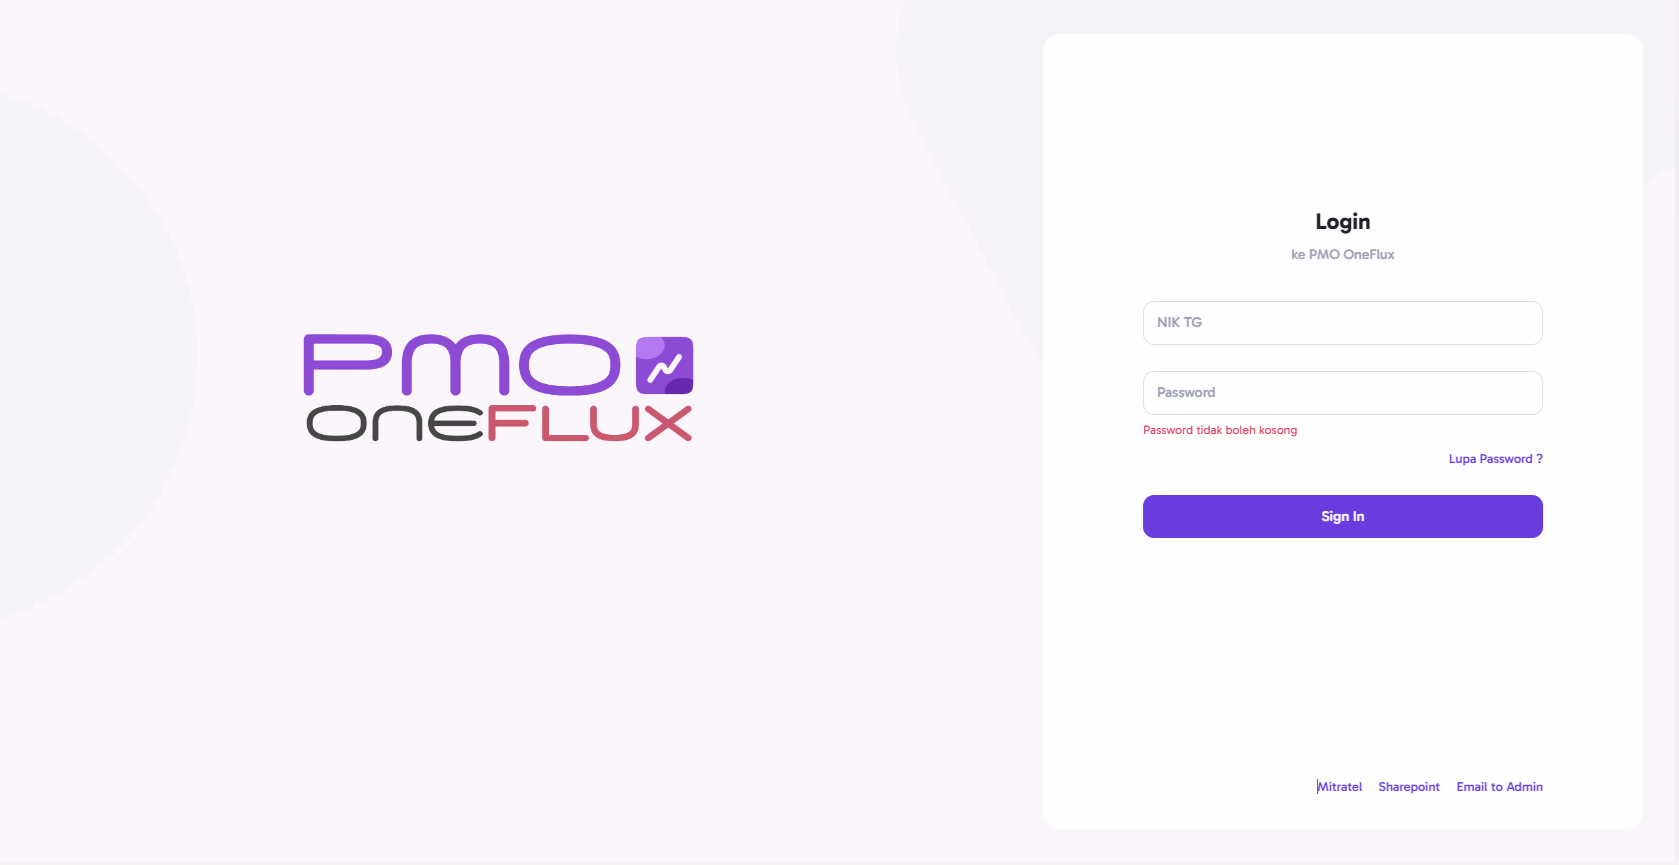 PMO
ONEFLUX
Login
ke PMO OneFlux
NIK TG
Password
Password tidak boleh kosong
Lupa Password ?
Sign In
Mitratel Sharepoint Email to Admin